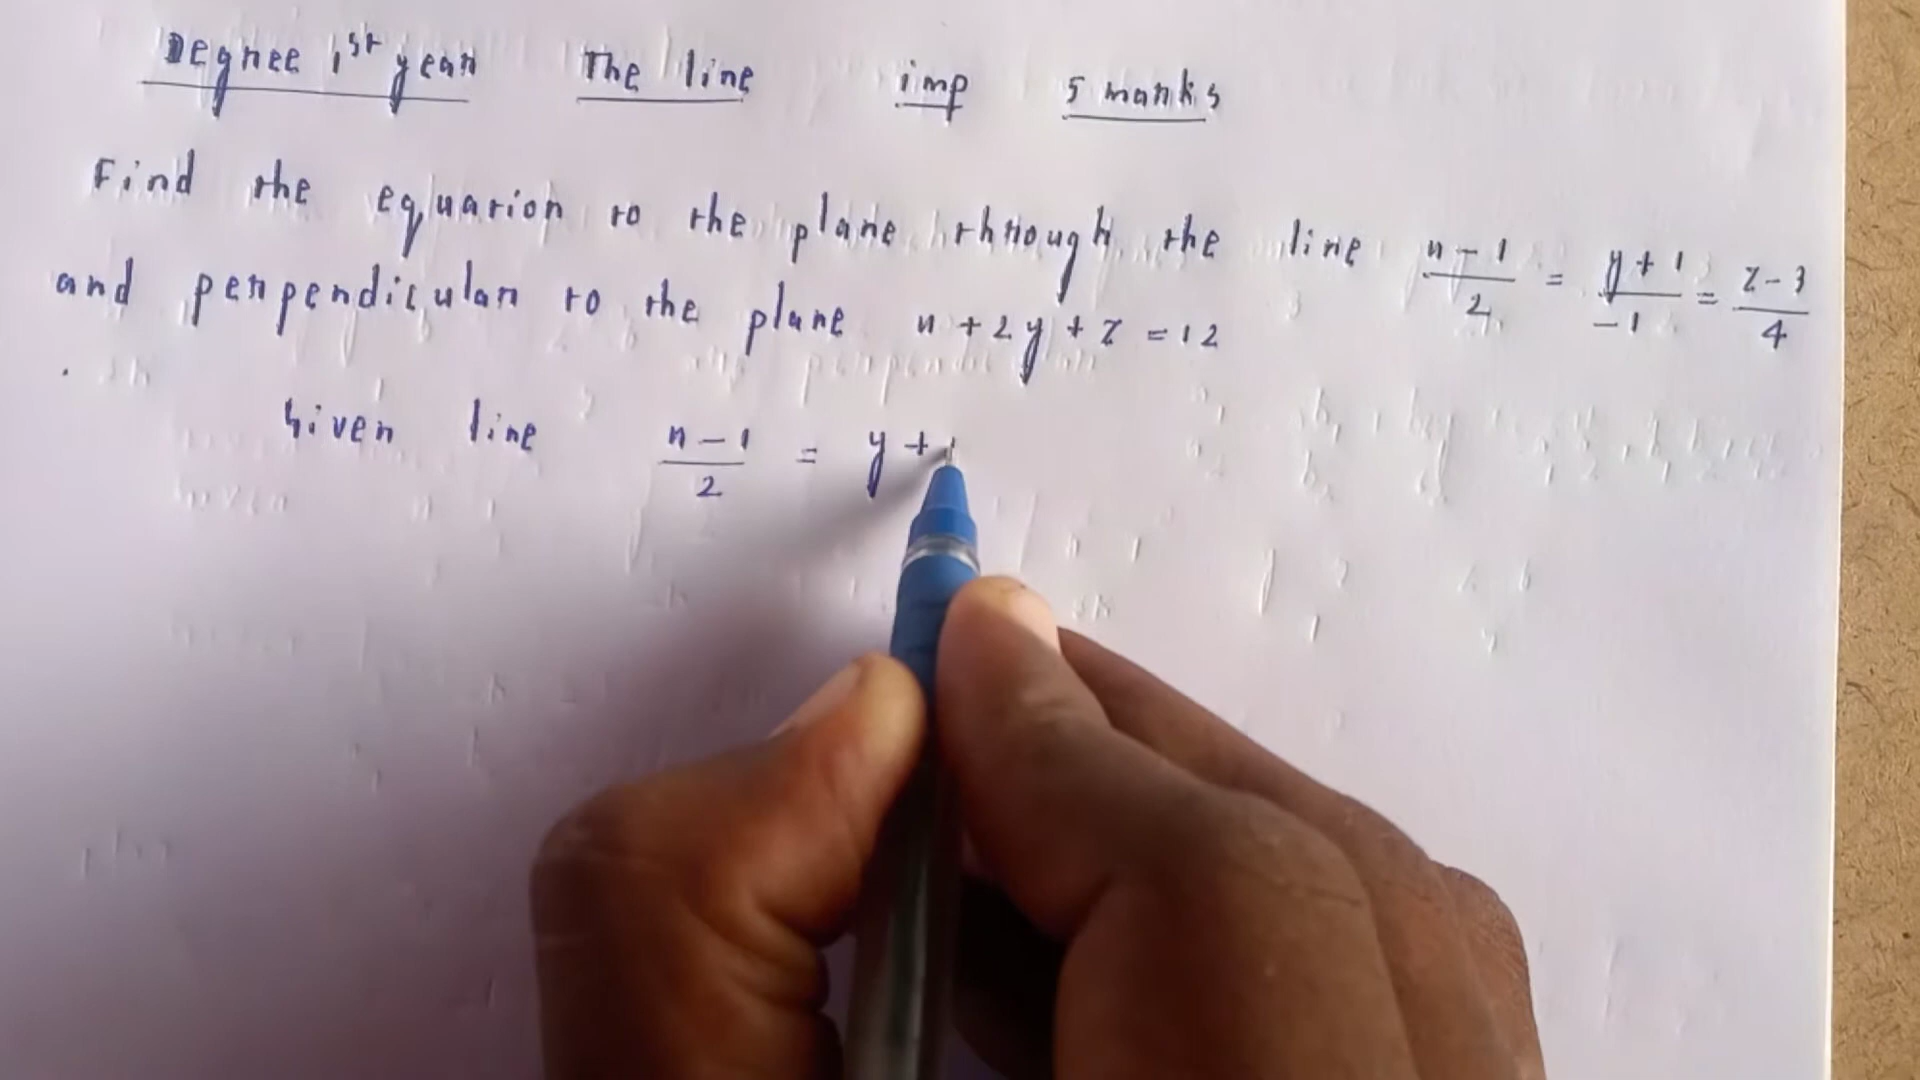 Degree 1st year The line imp 5 marks
Find the equation to the plane through the line x-1/2 = y+1/-1 = z-3/4
and perpendicular to the plane x + 2y + z = 12
Given line x-1/2 = y+1